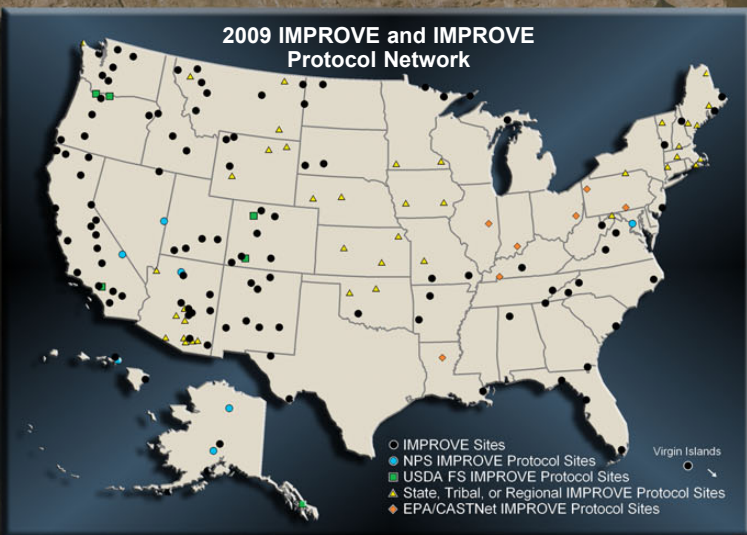 2009 IMPROVE and IMPROVE
Protocol Network
IMPROVE Sites
NPS IMPROVE Protocol Sites
USDA FS IMPROVE Protocol Sites
State, Tribal, or Regional IMPROVE Protocol Sites
EPA/CASTNet IMPROVE Protocol Sites
Virgin Islands